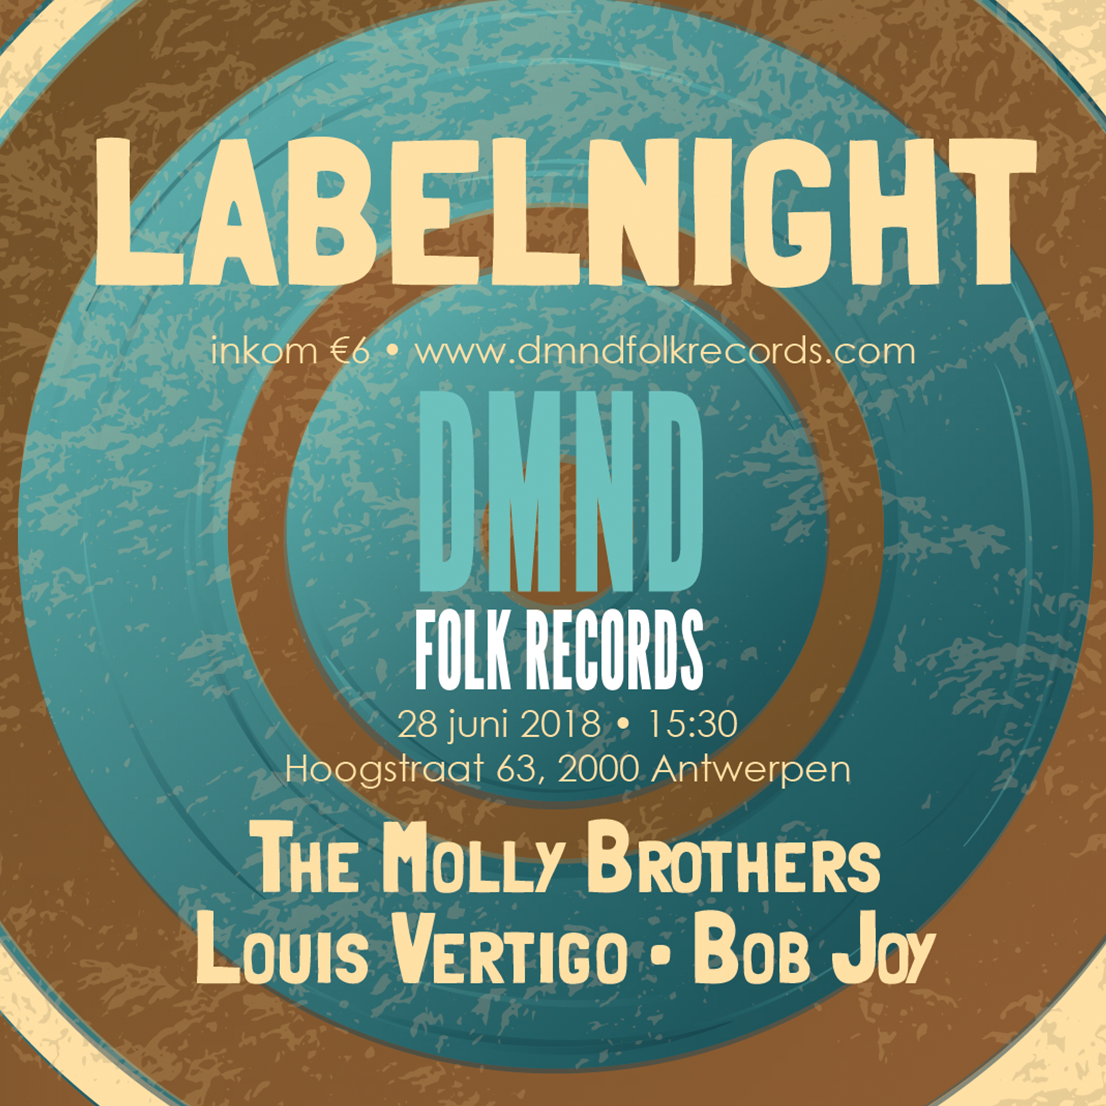 LABELNIGHT
inkom €6 • www.dmndfolkrecords.com
DMND
FOLK RECORDS
28 juni 2018 • 15:30
Hoogstraat 63, 2000 Antwerpen
THE MOLLY BROTHERS
LOUIS VERTIGO • BOB JOY